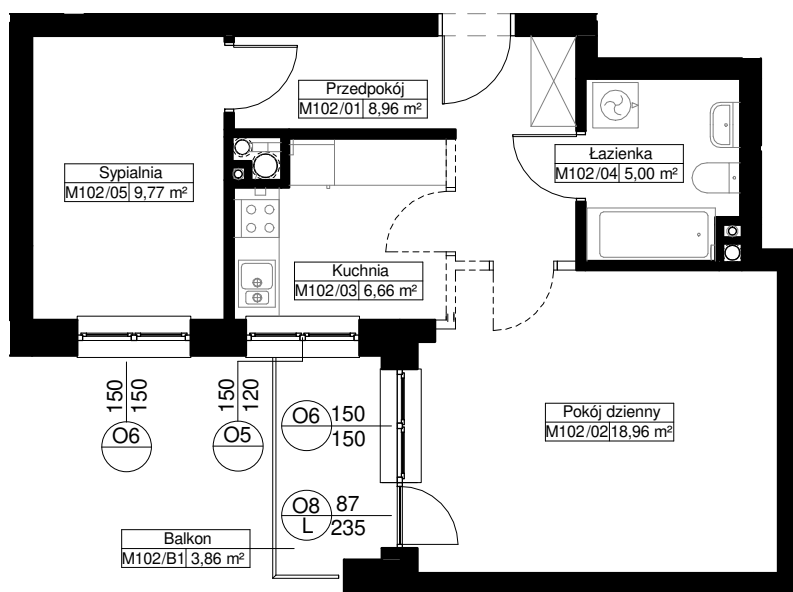 Przedpokój
M102/01 8,96 m²
Łazienka
M102/04 5,00 m²
Sypialnia
M102/05 9,77 m²
Kuchnia
M102/03 6,66 m²
150
150
O6
150
120
O5
O6 150
150
Pokój dzienny
M102/02 18,96 m²
O8 87
L 235
Balkon
M102/B1 3,86 m²